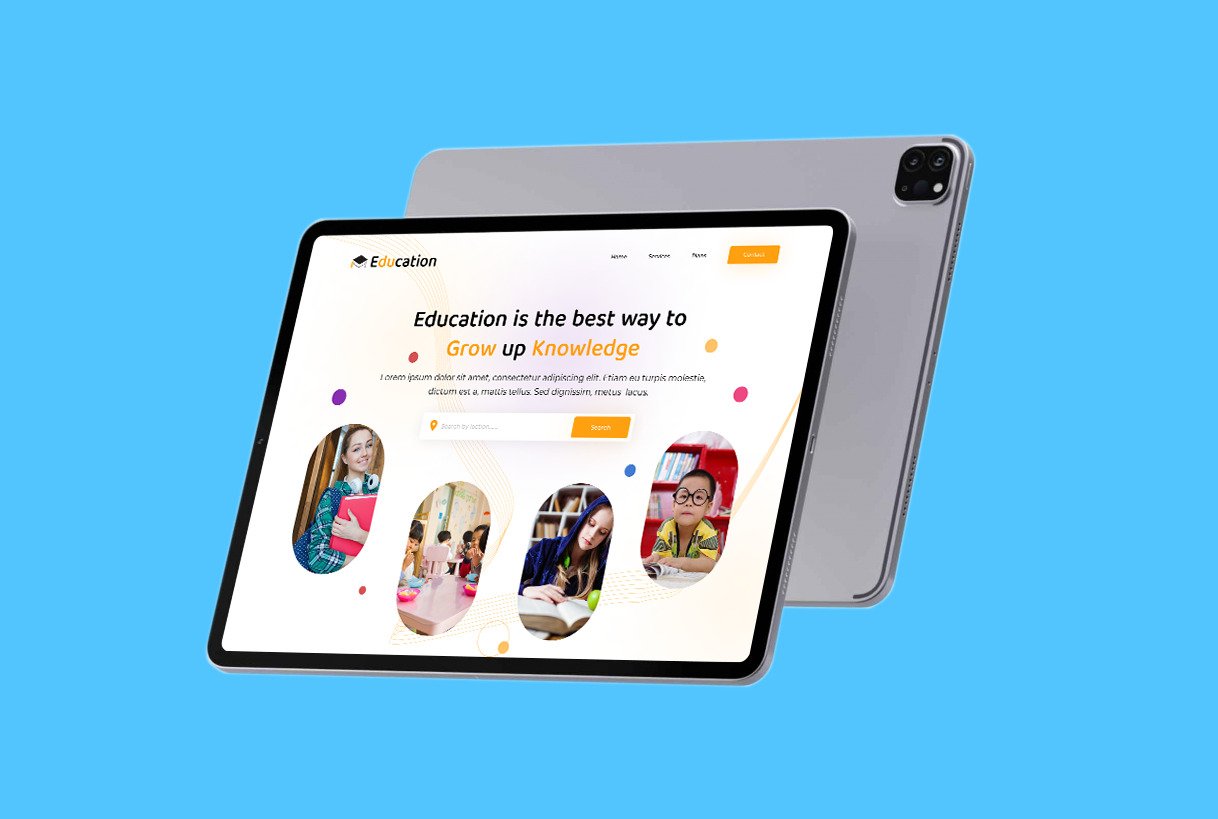 Education
Home Services Plans Contact
Education is the best way to
Grow up Knowledge
Lorem ipsum dolor sit amet, consectetur adipiscing elit. Etiam eu turpis molestie,
dictum est a, mattis tellus. Sed dignissim, metus lacus.
Search by lection...... Search